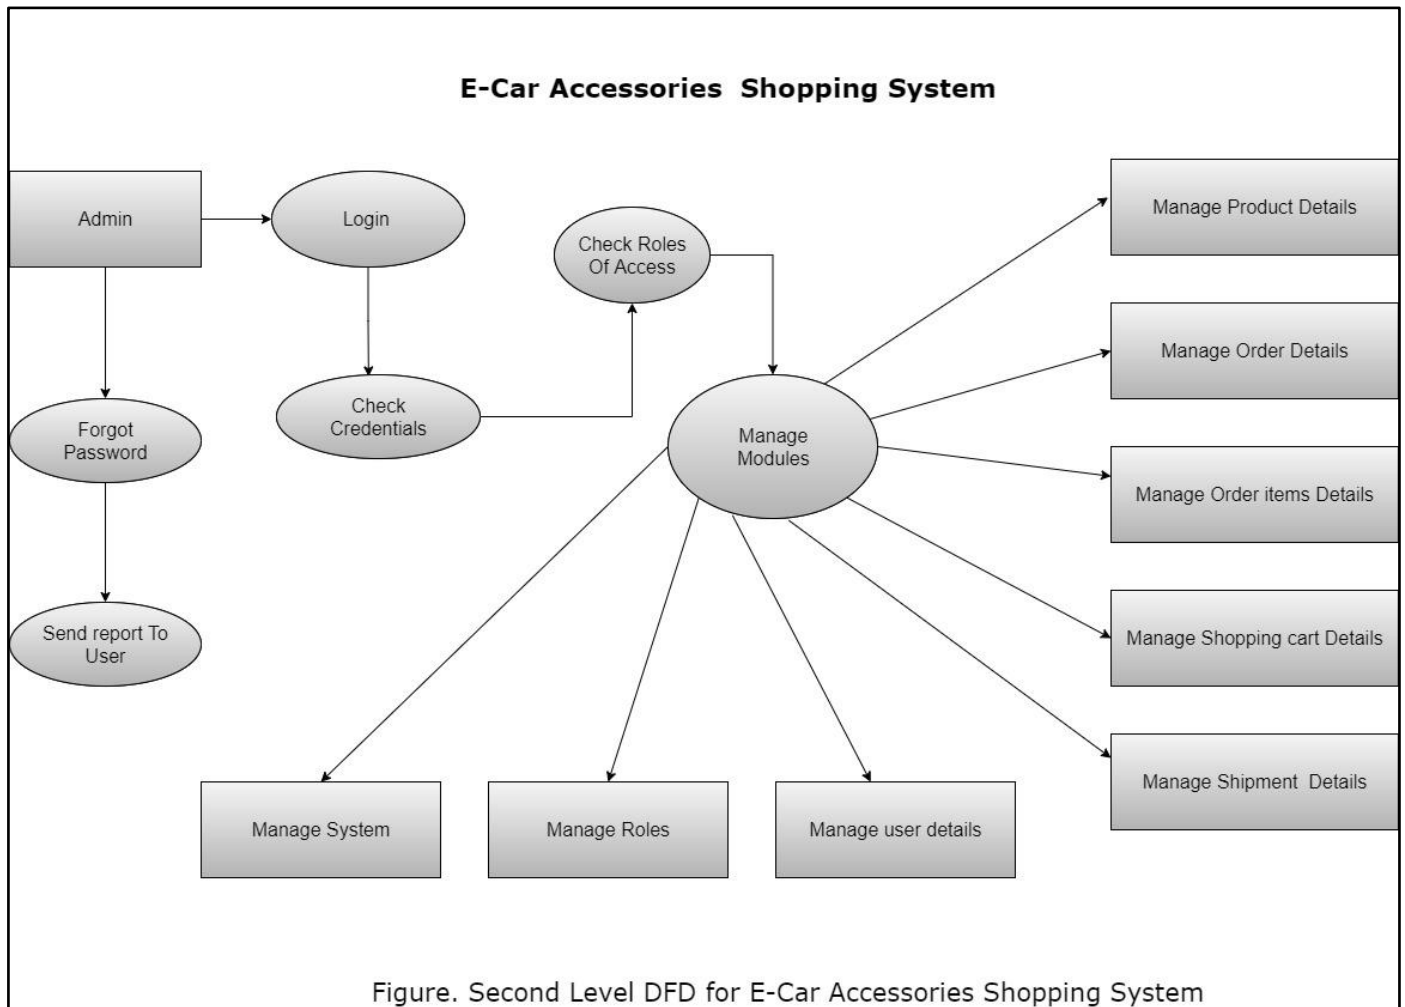 E-Car Accessories  Shopping System
Admin
Login
Check Roles
Of Access
Manage Product Details
Manage Order Details
Forgot
Password
Check
Credentials
Manage
Modules
Manage Order items Details
Send report To
User
Manage Shopping cart Details
Manage Shipment  Details
Manage System
Manage Roles
Manage user details
Figure. Second Level DFD for E-Car Accessories Shopping System